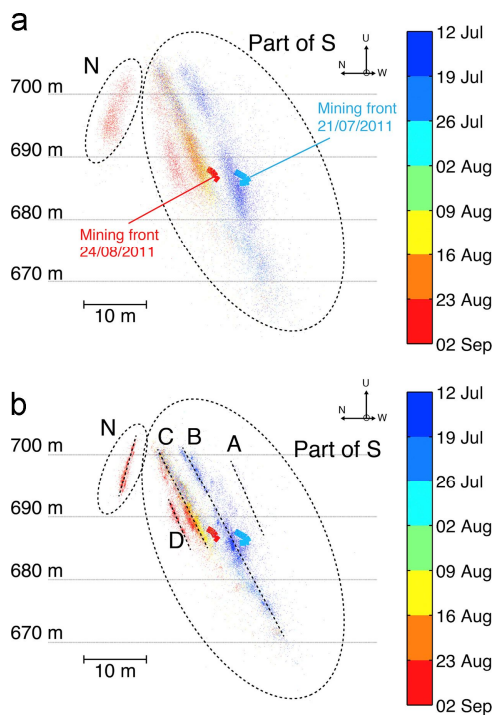 a
Part of S
N
U
N
W
700 m
690 m
680 m
670 m
Mining front
21/07/2011
Mining front
24/08/2011
10 m
12 Jul
19 Jul
26 Jul
02 Aug
09 Aug
16 Aug
23 Aug
02 Sep
b
Part of S
N
U
N
W
C
B
A
D
700 m
690 m
680 m
670 m
10 m
12 Jul
19 Jul
26 Jul
02 Aug
09 Aug
16 Aug
23 Aug
02 Sep